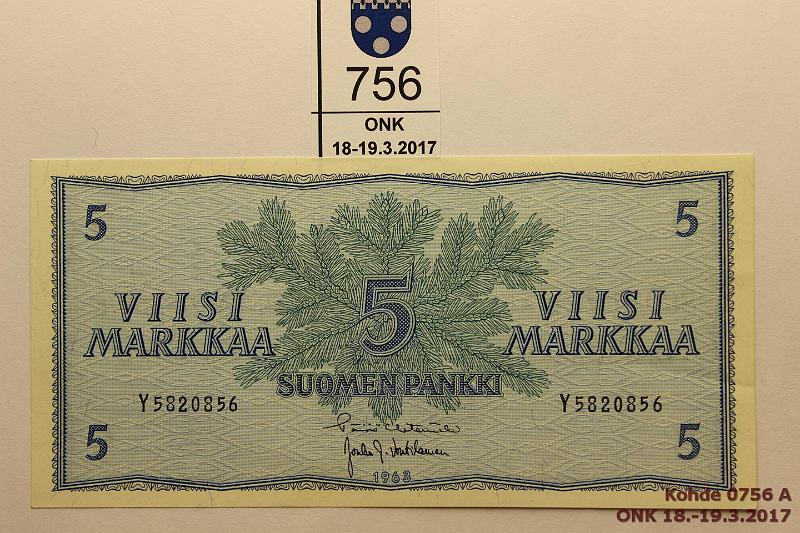 756
ONK
18-19.3.2017
5 5
VIISI VIISI
MARKKAA 5 MARKKAA
SUOMEN PANKKI
Y5820856 Y5820856
5 5
1963
Kohde 0756 A
ONK 18.-19.3.2017